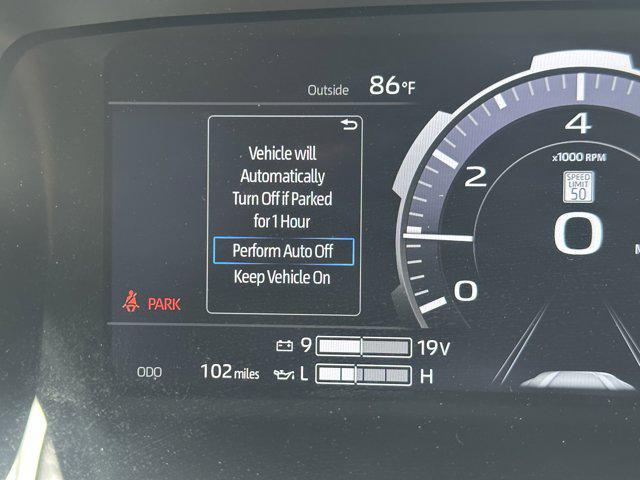 Outside 86°F
Vehicle will
Automatically
Turn Off if Parked
for 1 Hour
Perform Auto Off
Keep Vehicle On
PARK
9 19V
ODO 102 miles L H
4
x1000 RPM
2
SPEED
LIMIT
50
0
0